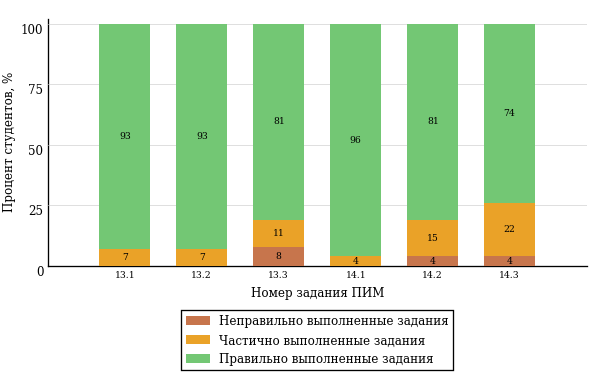 Процент студентов, %
100
75
50
25
0
93 93 81 96 81 74
7 7 11 4 15 22
8 4 4
13.1 13.2 13.3 14.1 14.2 14.3
Номер задания ПИМ
Неправильно выполненные задания
Частично выполненные задания
Правильно выполненные задания